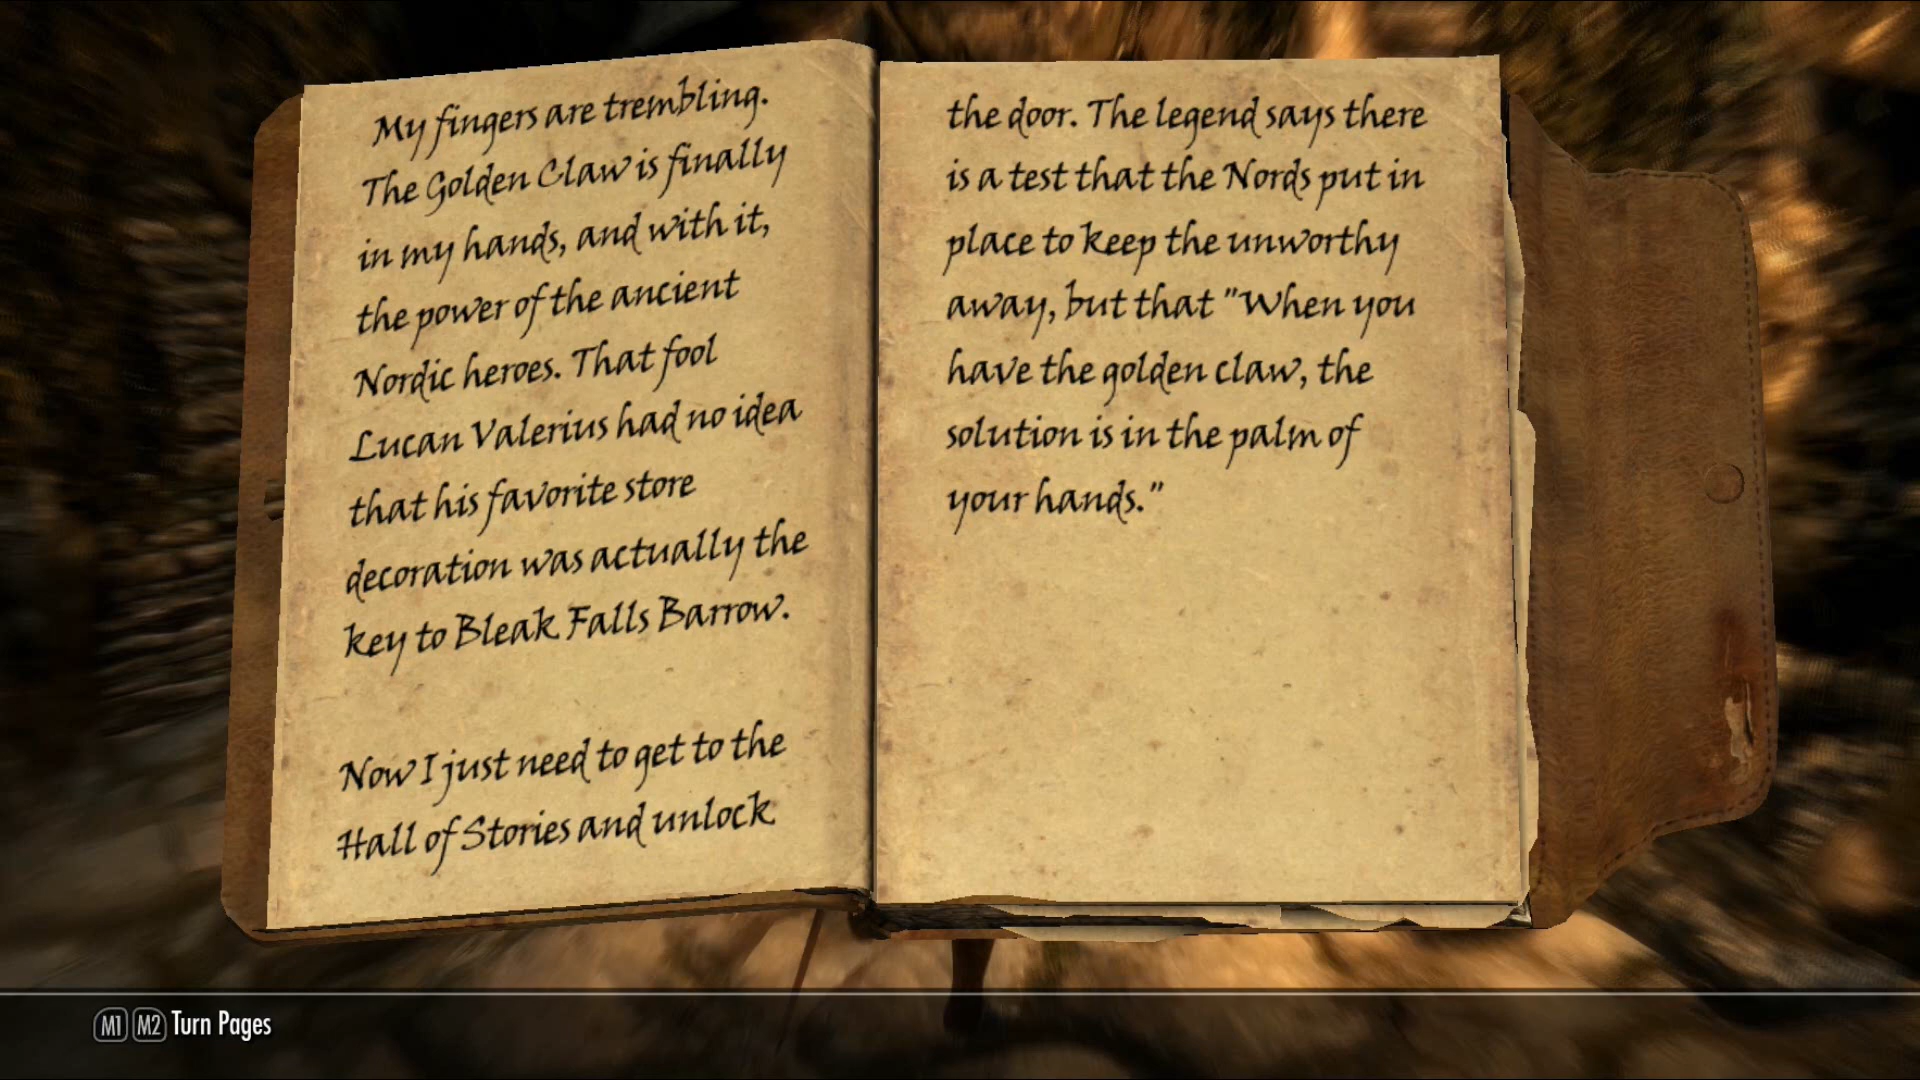 My fingers are trembling.
The Golden Claw is finally
in my hands, and with it,
the power of the ancient
Nordic heroes. That fool
Lucan Valerius had no idea
that his favorite store
decoration was actually the
key to Bleak Falls Barrow.
Now I just need to get to the
Hall of Stories and unlock
the door. The legend says there
is a test that the Nords put in
place to keep the unworthy
away, but that "When you
have the golden claw, the
solution is in the palm of
your hands."
M1 M2 Turn Pages